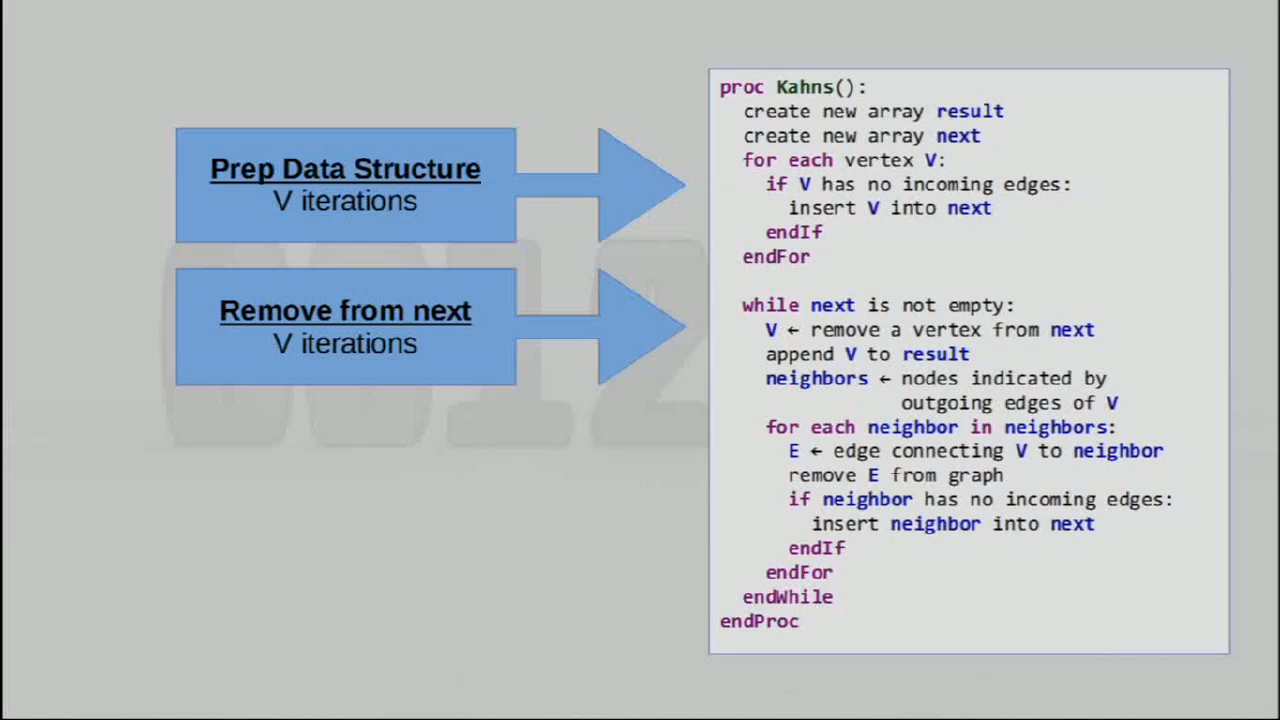 Prep Data Structure
V iterations
Remove from next
V iterations
proc Kahns():
create new array result
create new array next
for each vertex V:
if V has no incoming edges:
insert V into next
endIf
endFor
while next is not empty:
V ← remove a vertex from next
append V to result
neighbors ← nodes indicated by
outgoing edges of V
for each neighbor in neighbors:
E ← edge connecting V to neighbor
remove E from graph
if neighbor has no incoming edges:
insert neighbor into next
endIf
endFor
endWhile
endProc